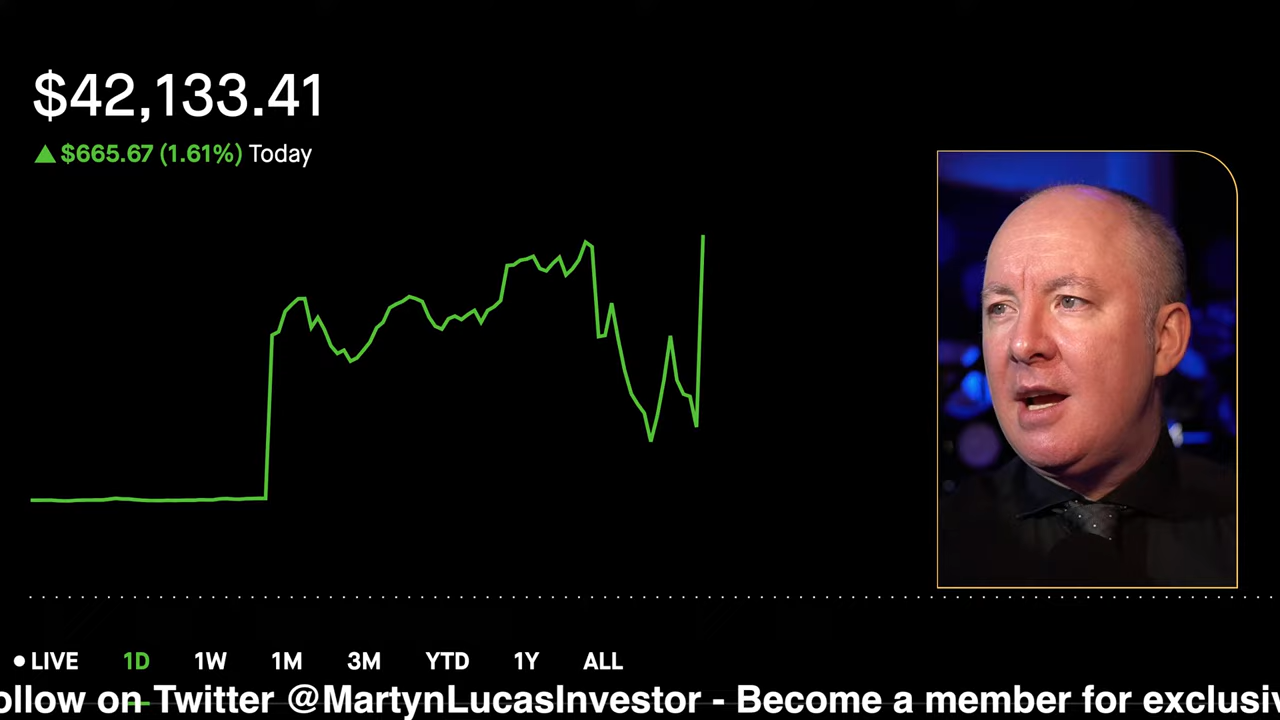 $42,133.41
▲ $665.67 (1.61%) Today
• LIVE 1D 1W 1M 3M YTD 1Y ALL
ollow on Twitter @MartynLucasInvestor - Become a member for exclusiv